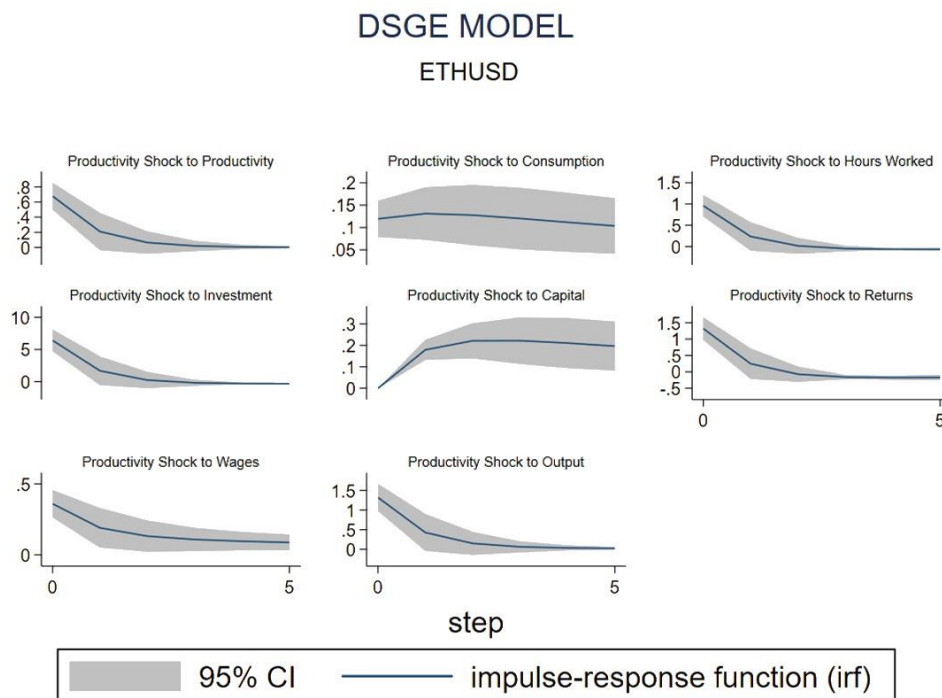 DSGE MODEL
ETHUSD
Productivity Shock to Productivity
.8
.6
.4
.2
0
Productivity Shock to Consumption
.2
.15
.1
.05
Productivity Shock to Hours Worked
1.5
1
.5
0
Productivity Shock to Investment
10
5
0
Productivity Shock to Capital
.3
.2
.1
0
Productivity Shock to Returns
1.5
1
.5
0
-.5
0 5
Productivity Shock to Wages
.5
0
0 5
Productivity Shock to Output
1.5
1
.5
0
0 5
step
95% CI impulse-response function (irf)